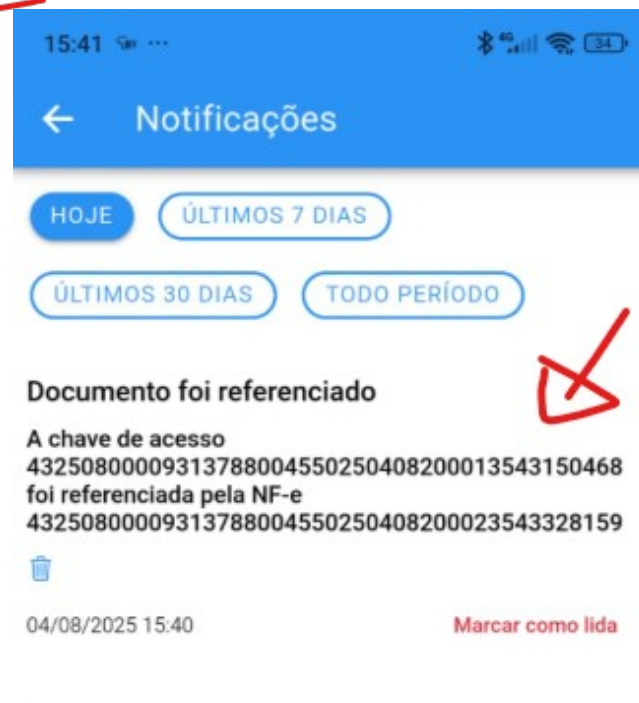 15:41 ...
4G 34
Notificações
HOJE
ÚLTIMOS 7 DIAS
ÚLTIMOS 30 DIAS
TODO PERÍODO
Documento foi referenciado
A chave de acesso
43250800009313788004550250408200013543150468
foi referenciada pela NF-e
43250800009313788004550250408200023543328159
04/08/2025 15:40
Marcar como lida